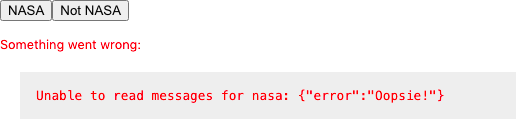 NASA Not NASA
Something went wrong:
Unable to read messages for nasa: {"error":"Oopsie!"}